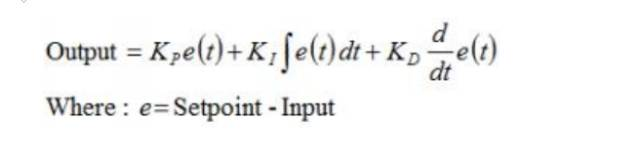 Output = K_P e(t) + K_I ∫ e(t) dt + K_D d/dt e(t)
Where : e= Setpoint - Input